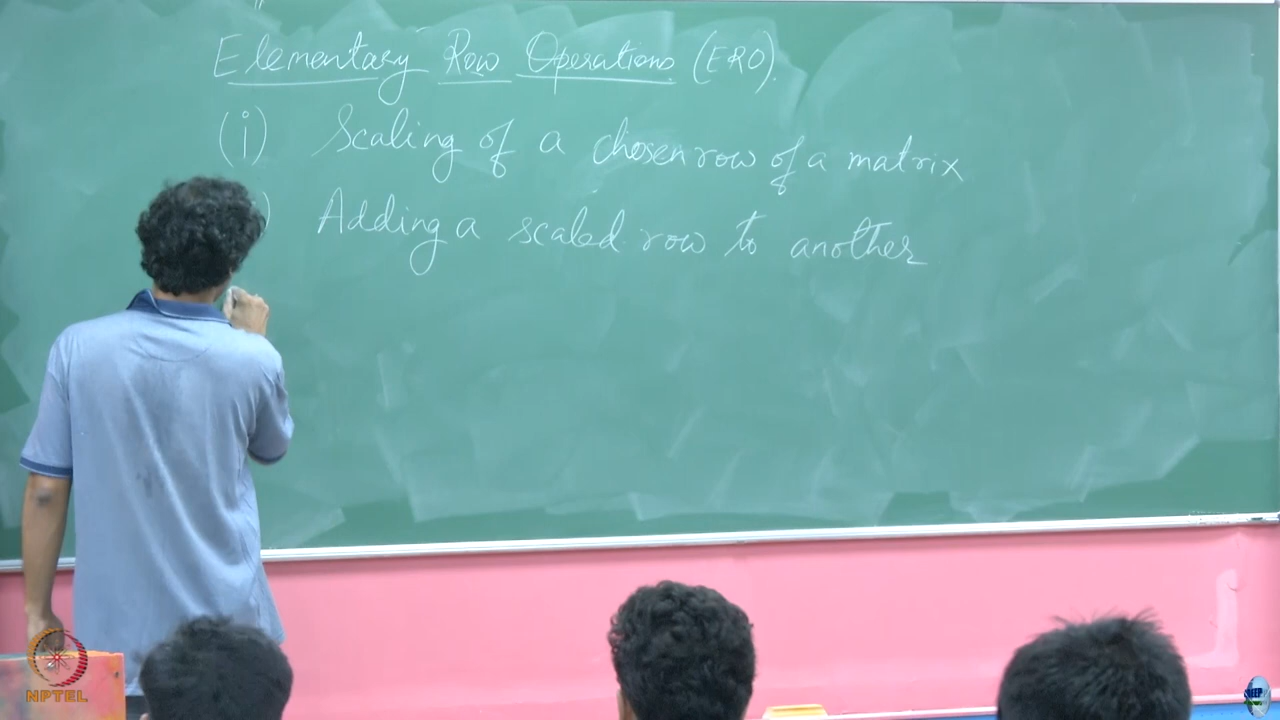 Elementary Row Operations (ERO).
(i) Scaling of a chosen row of a matrix
) Adding a scaled row to another
NPTEL